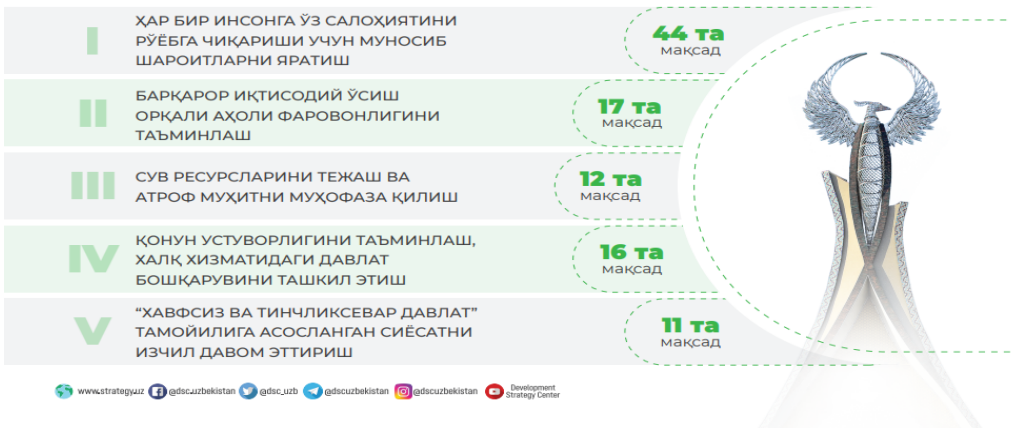 I
ҲАР БИР ИНСОНГА ЎЗ САЛОҲИЯТИНИ
РЎЁБГА ЧИҚАРИШИ УЧУН МУНОСИБ
ШАРОИТЛАРНИ ЯРАТИШ
44 та
мақсад
II
БАРҚАРОР ИҚТИСОДИЙ ЎСИШ
ОРҚАЛИ АҲОЛИ ФАРОВОНЛИГИНИ
ТАЪМИНЛАШ
17 та
мақсад
III
СУВ РЕСУРСЛАРИНИ ТЕЖАШ ВА
АТРОФ МУҲИТНИ МУҲОФАЗА ҚИЛИШ
12 та
мақсад
IV
ҚОНУН УСТУВОРЛИГИНИ ТАЪМИНЛАШ,
ХАЛҚ ХИЗМАТИДАГИ ДАВЛАТ
БОШҚАРУВИНИ ТАШКИЛ ЭТИШ
16 та
мақсад
V
“ХАВФСИЗ ВА ТИНЧЛИКСЕВАР ДАВЛАТ”
ТАМОЙИЛИГА АСОСЛАНГАН СИЁСАТНИ
ИЗЧИЛ ДАВОМ ЭТТИРИШ
11 та
мақсад
www.strategy.uz @dsc.uzbekistan @dsc_uzb @dscuzbekistan @dscuzbekistan Development
Strategy Center